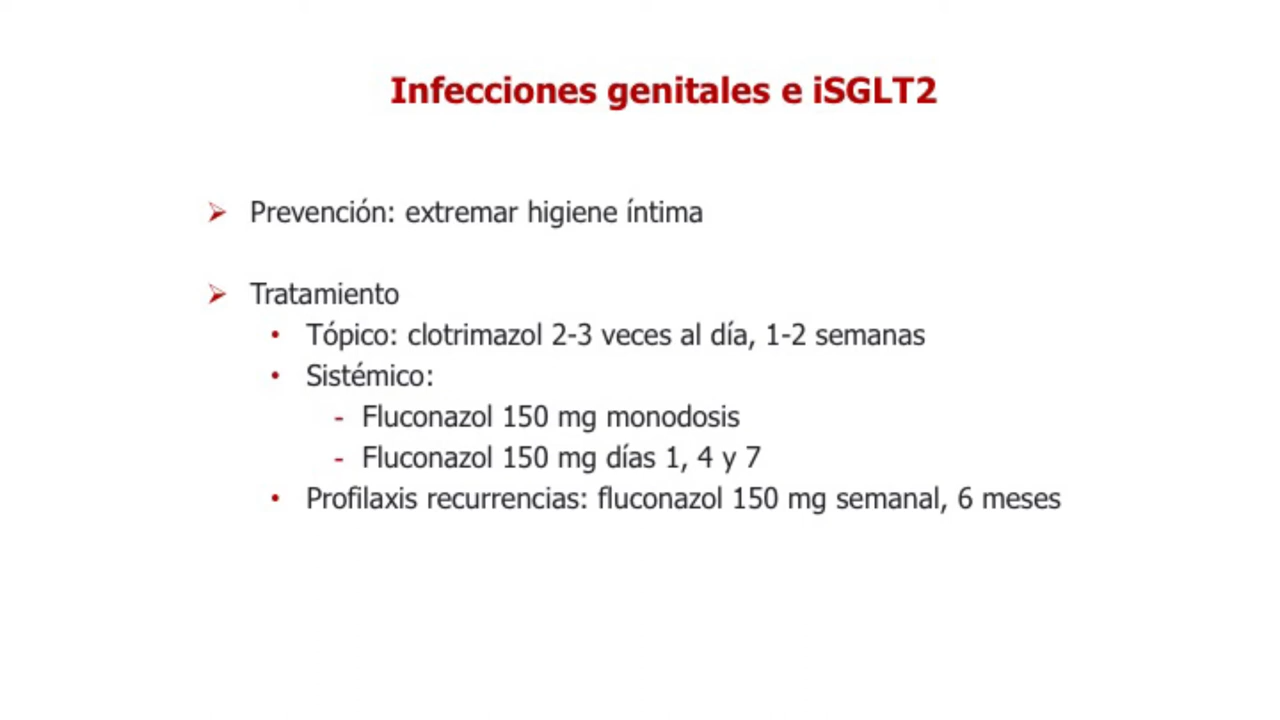 Infecciones genitales e iSGLT2
➢ Prevención: extremar higiene íntima
➢ Tratamiento
• Tópico: clotrimazol 2-3 veces al día, 1-2 semanas
• Sistémico:
- Fluconazol 150 mg monodosis
- Fluconazol 150 mg días 1, 4 y 7
• Profilaxis recurrencias: fluconazol 150 mg semanal, 6 meses